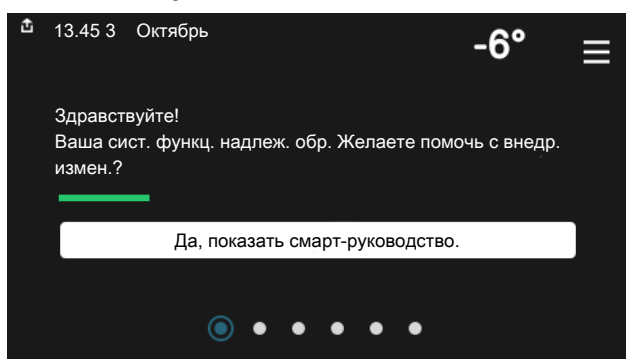 13.45 3 Октябрь
-6°
Здравствуйте!
Ваша сист. функц. надлеж. обр. Желаете помочь с внедр.
измен.?
Да, показать смарт-руководство.